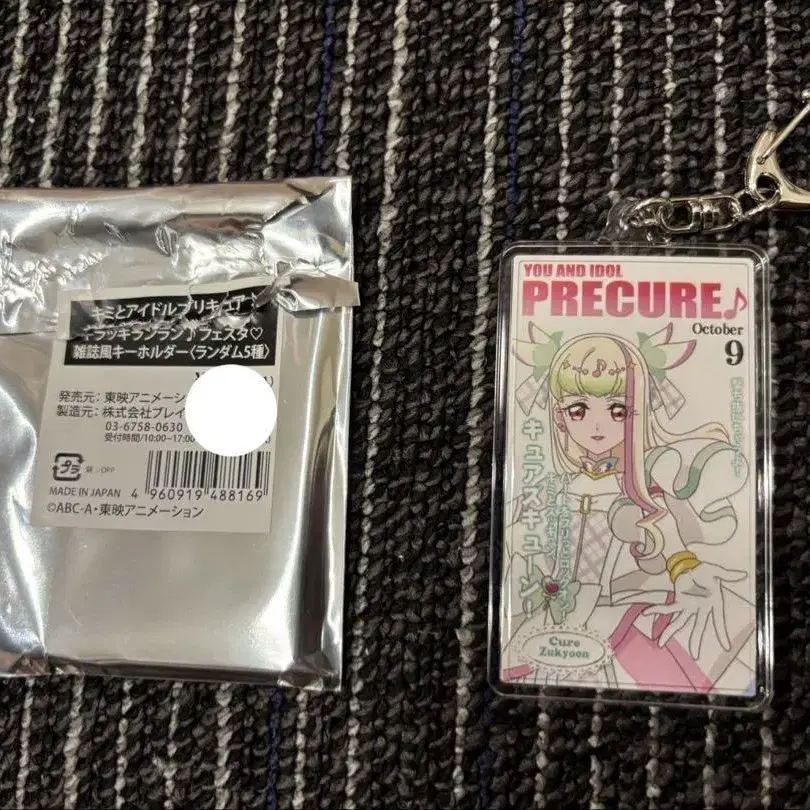 キミとアイドルプリキュア♪
ラッキランラン♪フェスタ♡
雑誌風キーホルダー〈ランダム5種〉
発売元: 東映アニメーシ
製造元: 株式会社プレイ
03-6758-0630
受付時間/10:00~17:00
プラ
袋:OPP
MADE IN JAPAN
4 960919 488169
©ABC-A・東映アニメーション
YOU AND IDOL
PRECURE♪
October
9
キュアズキューン!
Cure
Zukyoon